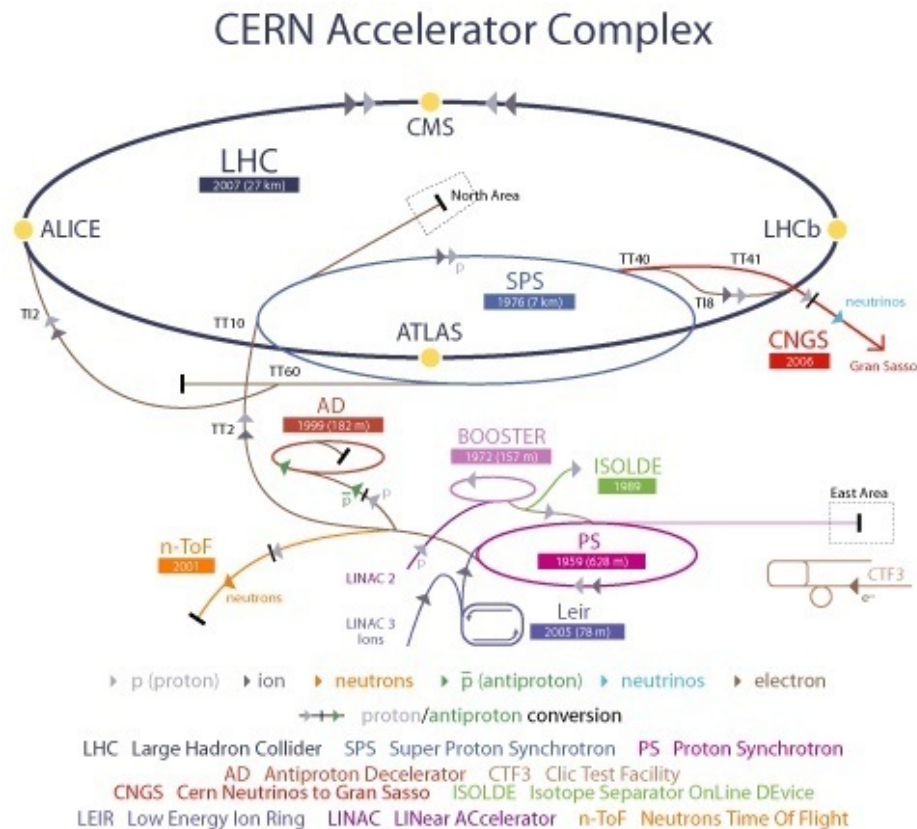 CERN Accelerator Complex
CMS
LHC
2007 (27 km)
North Area
ALICE
LHCb
TT40
TT41
SPS
1976 (7 km)
p
TI8
neutrinos
TI2
TT10
ATLAS
CNGS
2006
Gran Sasso
TT60
AD
1999 (182 m)
TT2
BOOSTER
1972 (157 m)
ISOLDE
1989
p̅
p
East Area
n-ToF
2001
PS
1959 (628 m)
LINAC 2
p
neutrons
CTF3
e-
LINAC 3
Ions
Leir
2005 (78 m)
p (proton) ion neutrons p̅ (antiproton) neutrinos electron
proton/antiproton conversion
LHC Large Hadron Collider SPS Super Proton Synchrotron PS Proton Synchrotron
AD Antiproton Decelerator CTF3 Clic Test Facility
CNGS Cern Neutrinos to Gran Sasso ISOLDE Isotope Separator OnLine DEvice
LEIR Low Energy Ion Ring LINAC LINear ACcelerator n-ToF Neutrons Time Of Flight